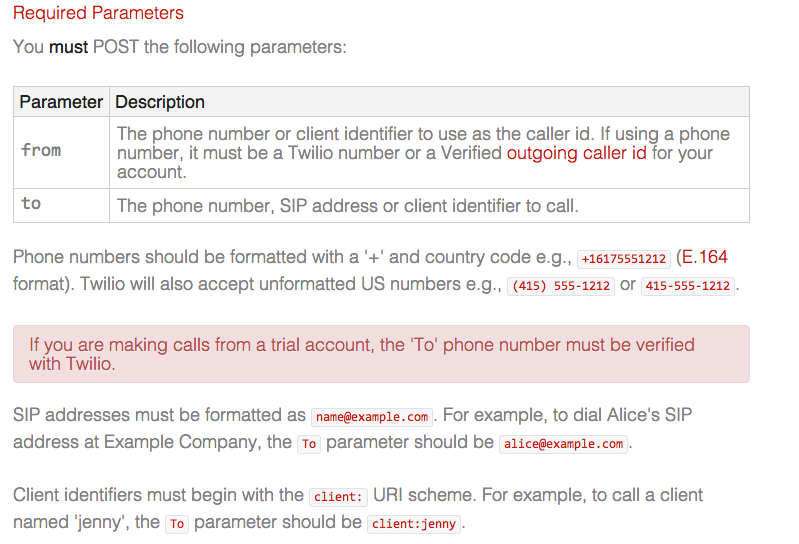 Required Parameters
You must POST the following parameters:
Parameter Description
from The phone number or client identifier to use as the caller id. If using a phone
number, it must be a Twilio number or a Verified outgoing caller id for your
account.
to The phone number, SIP address or client identifier to call.
Phone numbers should be formatted with a '+' and country code e.g., +16175551212 (E.164
format). Twilio will also accept unformatted US numbers e.g., (415) 555-1212 or 415-555-1212.
If you are making calls from a trial account, the 'To' phone number must be verified
with Twilio.
SIP addresses must be formatted as name@example.com. For example, to dial Alice's SIP
address at Example Company, the To parameter should be alice@example.com.
Client identifiers must begin with the client: URI scheme. For example, to call a client
named 'jenny', the To parameter should be client:jenny.